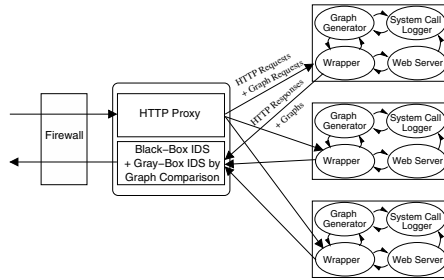 Firewall
HTTP Proxy
Black-Box IDS
+ Gray-Box IDS by
Graph Comparison
HTTP Requests
+ Graph Requests
HTTP Responses
+ Graphs
Graph
Generator
System Call
Logger
Wrapper
Web Server
Graph
Generator
System Call
Logger
Wrapper
Web Server
Graph
Generator
System Call
Logger
Wrapper
Web Server